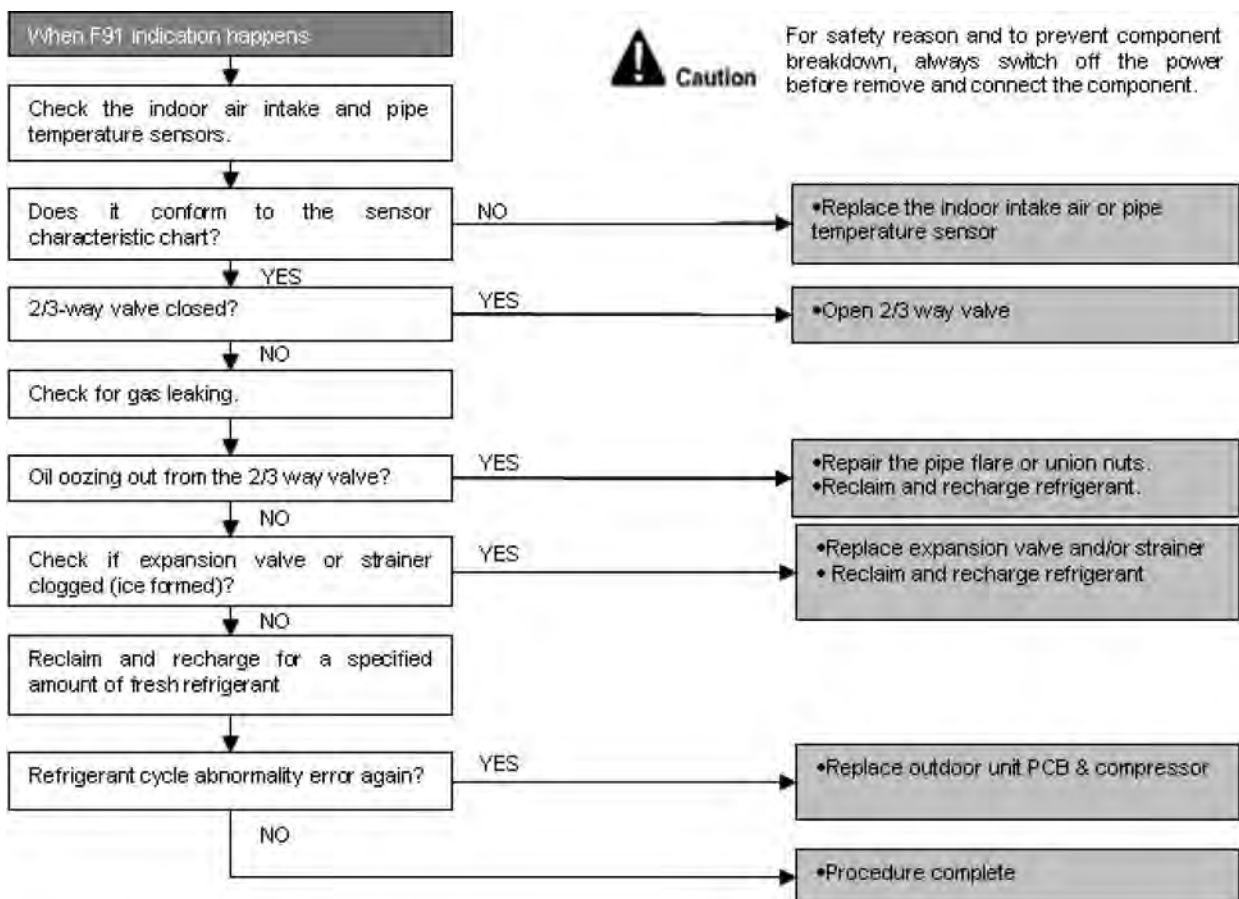 When F91 indication happens
For safety reason and to prevent component
breakdown, always switch off the power
before remove and connect the component.
Caution
Check the indoor air intake and pipe
temperature sensors.
Does it conform to the sensor
characteristic chart?
NO
•Replace the indoor intake air or pipe
temperature sensor
YES
2/3-way valve closed?
YES
•Open 2/3 way valve
NO
Check for gas leaking.
Oil oozing out from the 2/3 way valve?
YES
•Repair the pipe flare or union nuts.
•Reclaim and recharge refrigerant.
NO
Check if expansion valve or strainer
clogged (ice formed)?
YES
•Replace expansion valve and/or strainer
• Reclaim and recharge refrigerant
NO
Reclaim and recharge for a specified
amount of fresh refrigerant
Refrigerant cycle abnormality error again?
YES
•Replace outdoor unit PCB & compressor
NO
•Procedure complete